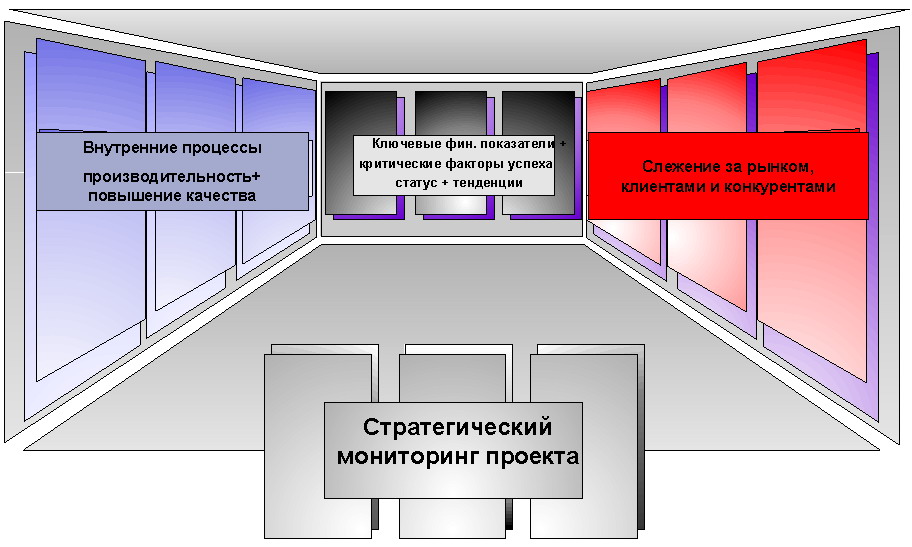 Внутренние процессы
производительность+
повышение качества
Ключевые фин. показатели +
критические факторы успеха
статус + тенденции
Слежение за рынком,
клиентами и конкурентами
Стратегический
мониторинг проекта